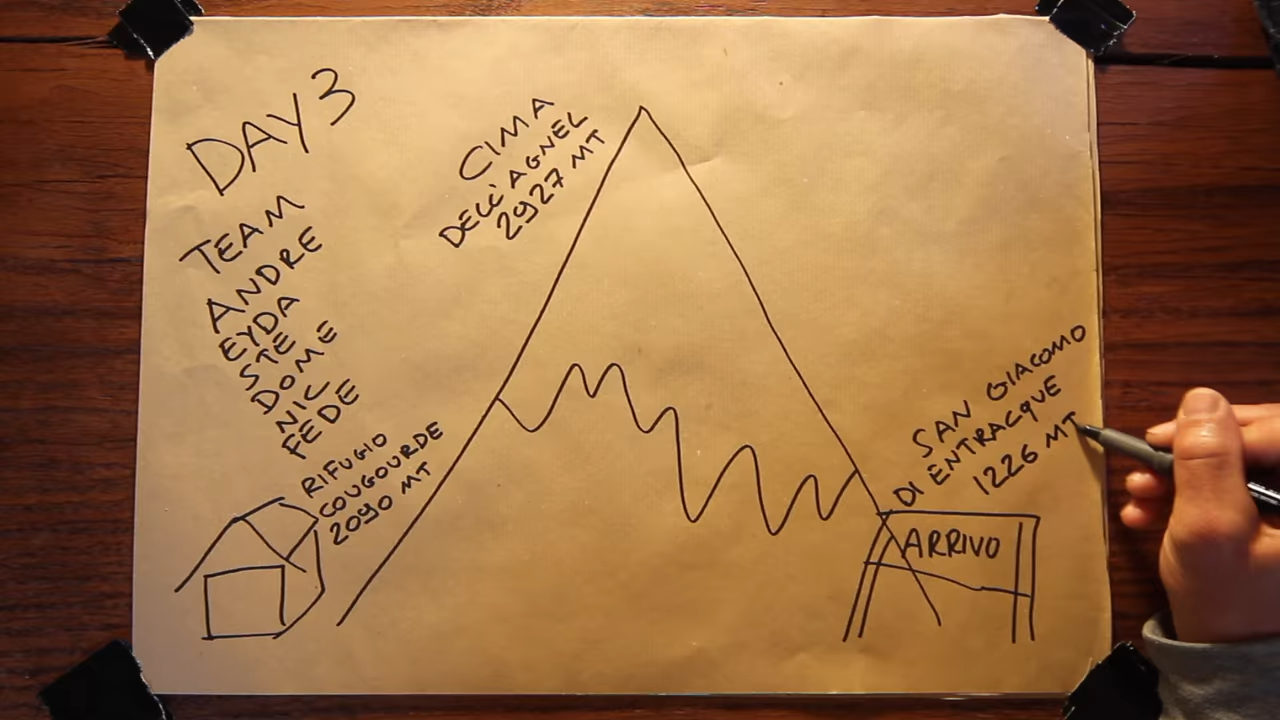 DAY 3
TEAM
ANDRE
EYDA
STE
DOME
NIC
FEDE
CIMA
DELL'AGNEL
2927 MT
RIFUGIO
COUGOURDE
2090 MT
SAN GIACOMO
DI ENTRACQUE
1226 MT
ARRIVO